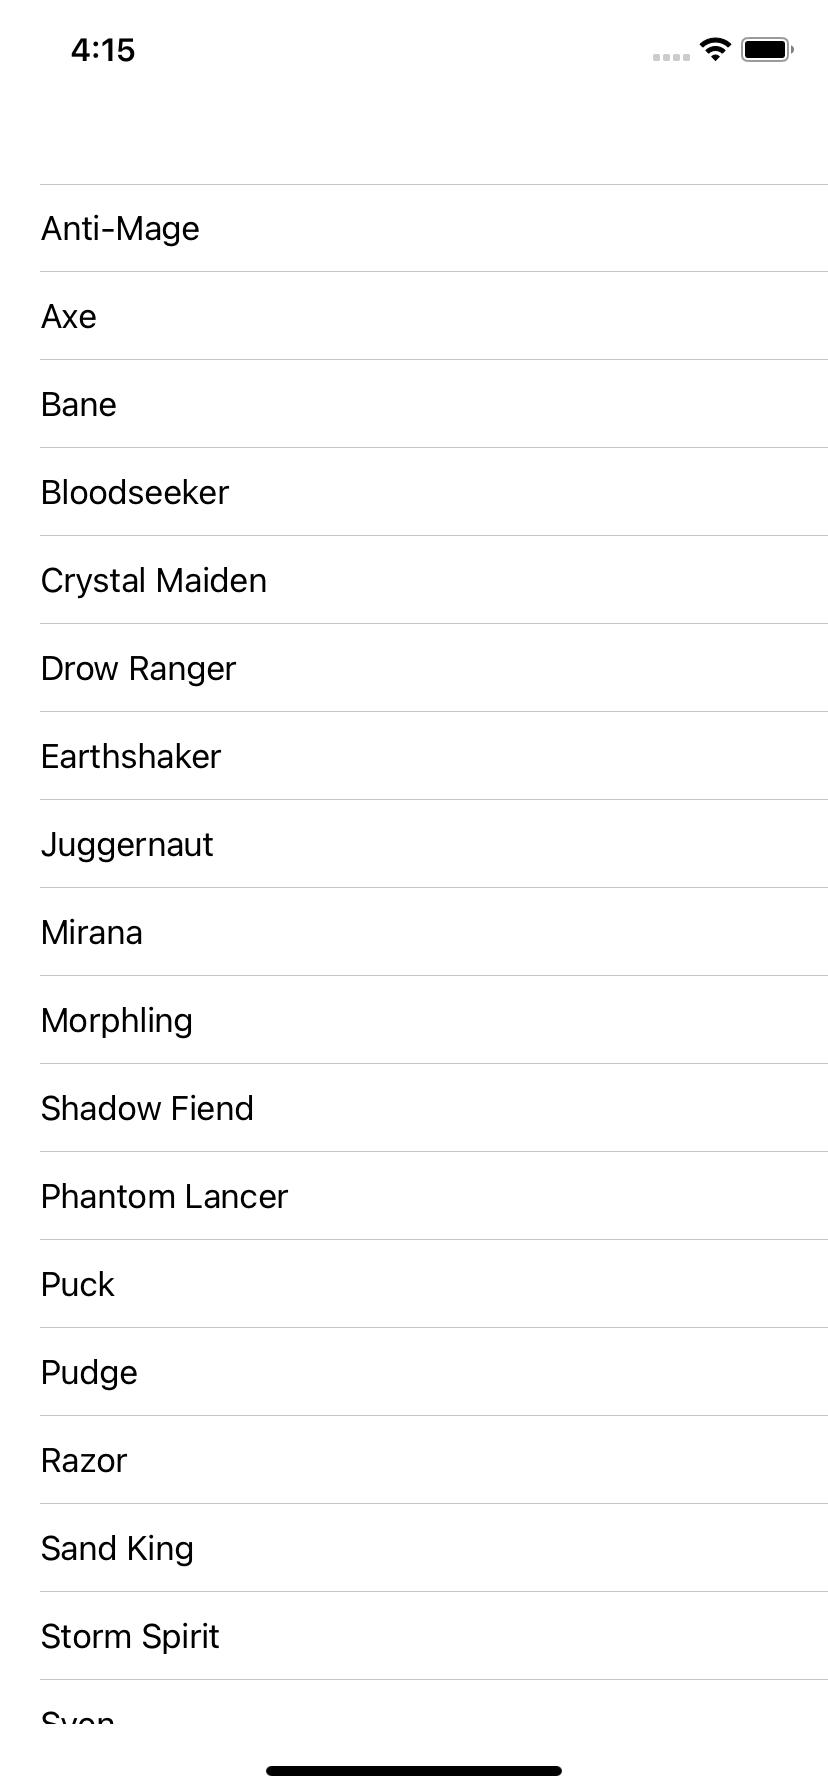 4:15
Anti-Mage
Axe
Bane
Bloodseeker
Crystal Maiden
Drow Ranger
Earthshaker
Juggernaut
Mirana
Morphling
Shadow Fiend
Phantom Lancer
Puck
Pudge
Razor
Sand King
Storm Spirit
Sven